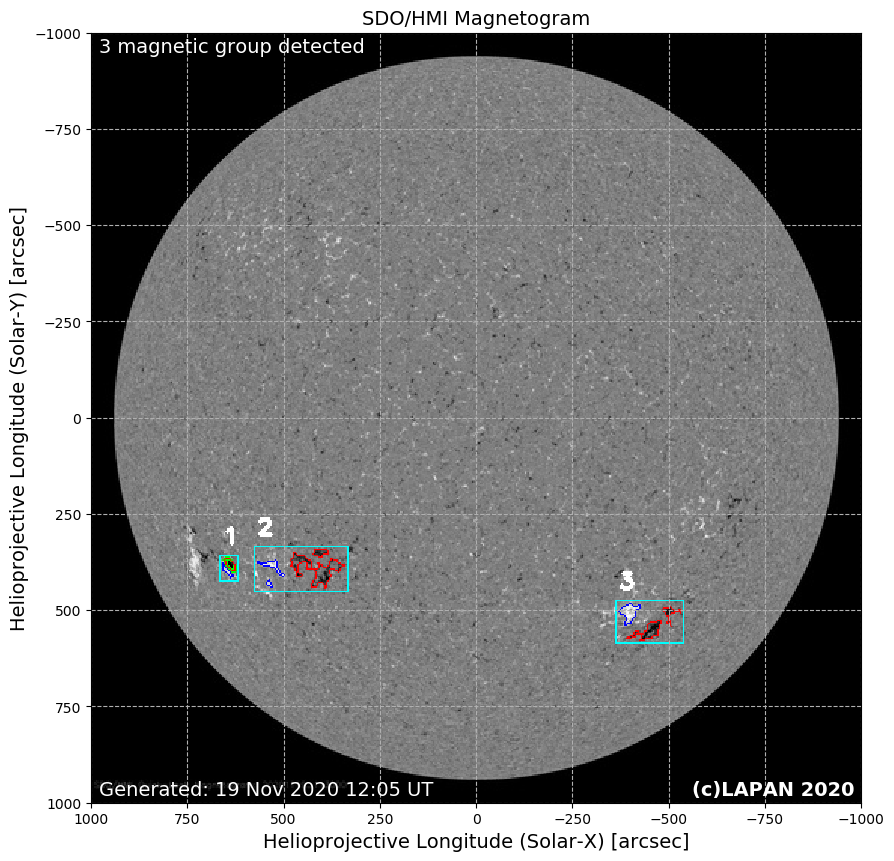 SDO/HMI Magnetogram
3 magnetic group detected
−1000
−750
−500
−250
0
250
500
750
1000
Helioprojective Longitude (Solar-Y) [arcsec]
1
2
3
Generated: 19 Nov 2020 12:05 UT
(c)LAPAN 2020
1000 750 500 250 0 −250 −500 −750 −1000
Helioprojective Longitude (Solar-X) [arcsec]